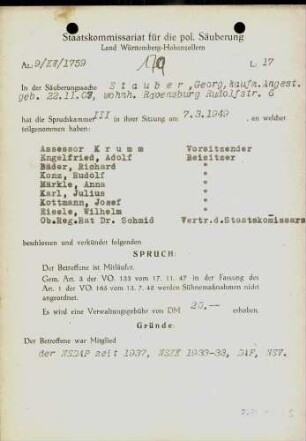 Staatskommissariat für die pol. Säuberung
Land Württemberg-Hohenzollern
Az. 9/XX/1759
L 17
In der Säuberungssache S t a u b e r , Georg, kaufm. Angest.
geb. 22.11.03, wohnh. Ravensburg Rudolfstr. 6
hat die Spruchkammer III in ihrer Sitzung am 7.3.1949 , an welcher
teilgenommen haben:
Assessor K r u m m Vorsitzender
Engelfried, Adolf Beisitzer
Bäder, Richard "
Konz, Rudolf "
Märkle, Anna "
Karl, Julius "
Kottmann, Josef "
Eisele, Wilhelm "
Ob.Reg.Rat Dr. Schmid Vertr.d.Staatskomissars
beschlossen und verkündet folgenden
SPRUCH:
Der Betroffene ist Mitläufer.
Gem. Art. 3 der VO. 133 vom 17. 11. 47 in der Fassung des
Art. 1 der VO. 165 vom 13. 7. 48 werden Sühnemaßnahmen nicht
angeordnet.
Es wird eine Verwaltungsgebühr von DM 20,-- erhoben.
Gründe:
Der Betroffene war Mitglied
der NSDAP seit 1937, NSKK 1933-38, DAF, NSV.